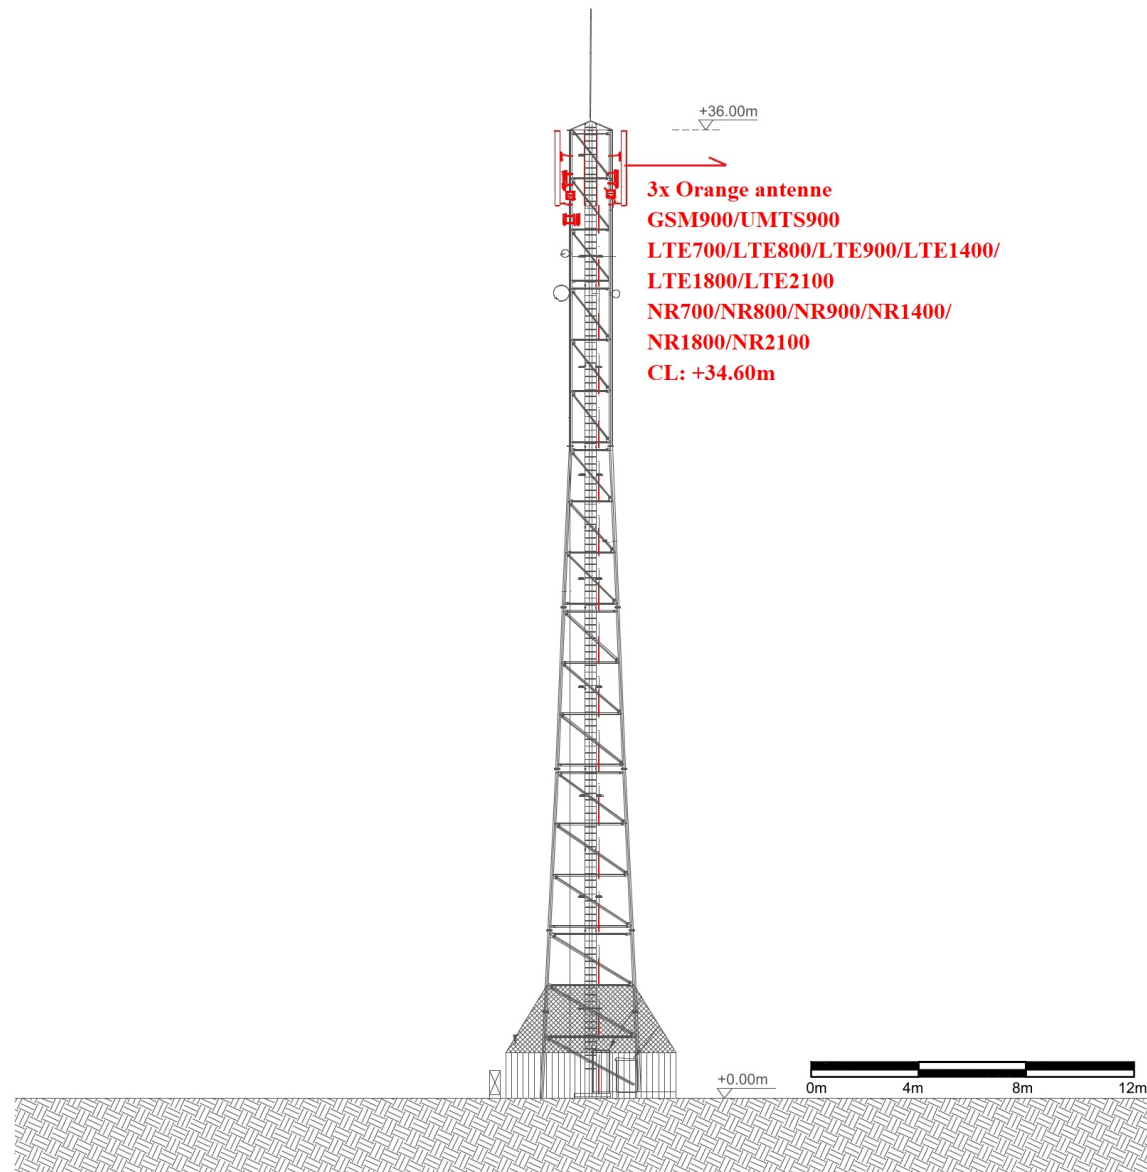 +36.00m
3x Orange antenne
GSM900/UMTS900
LTE700/LTE800/LTE900/LTE1400/
LTE1800/LTE2100
NR700/NR800/NR900/NR1400/
NR1800/NR2100
CL: +34.60m
+0.00m
0m 4m 8m 12m